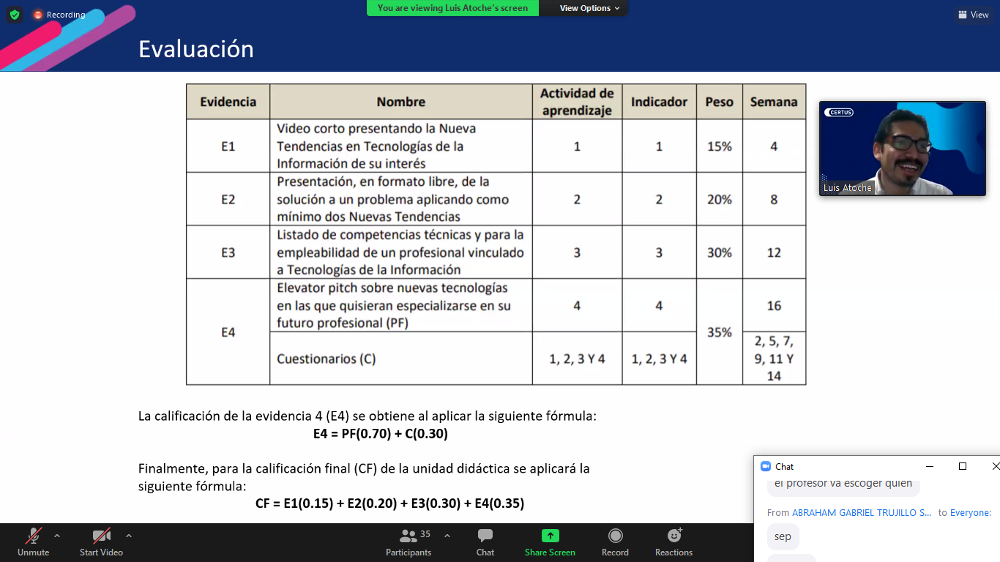 Recording
You are viewing Luis Atoche's screen
View Options
View
Evaluación
Evidencia
Nombre
Actividad de
aprendizaje
Indicador
Peso
Semana
E1
Video corto presentando la Nueva
Tendencias en Tecnologías de la
Información de su interés
1
1
15%
4
E2
Presentación, en formato libre, de la
solución a un problema aplicando como
mínimo dos Nuevas Tendencias
2
2
20%
8
E3
Listado de competencias técnicas y para la
empleabilidad de un profesional vinculado
a Tecnologías de la Información
3
3
30%
12
E4
Elevator pitch sobre nuevas tecnologías
en las que quisieran especializarse en su
futuro profesional (PF)
4
4
35%
16
Cuestionarios (C)
1, 2, 3 Y 4
1, 2, 3 Y 4
2, 5, 7,
9, 11 Y
14
CERTUS
Luis Atoche
La calificación de la evidencia 4 (E4) se obtiene al aplicar la siguiente fórmula:
E4 = PF(0.70) + C(0.30)
Finalmente, para la calificación final (CF) de la unidad didáctica se aplicará la
siguiente fórmula:
CF = E1(0.15) + E2(0.20) + E3(0.30) + E4(0.35)
Chat
el profesor va escoger quien
From ABRAHAM GABRIEL TRUJILLO S... to Everyone:
sep
Unmute
Start Video
Participants
35
Chat
Share Screen
Record
Reactions